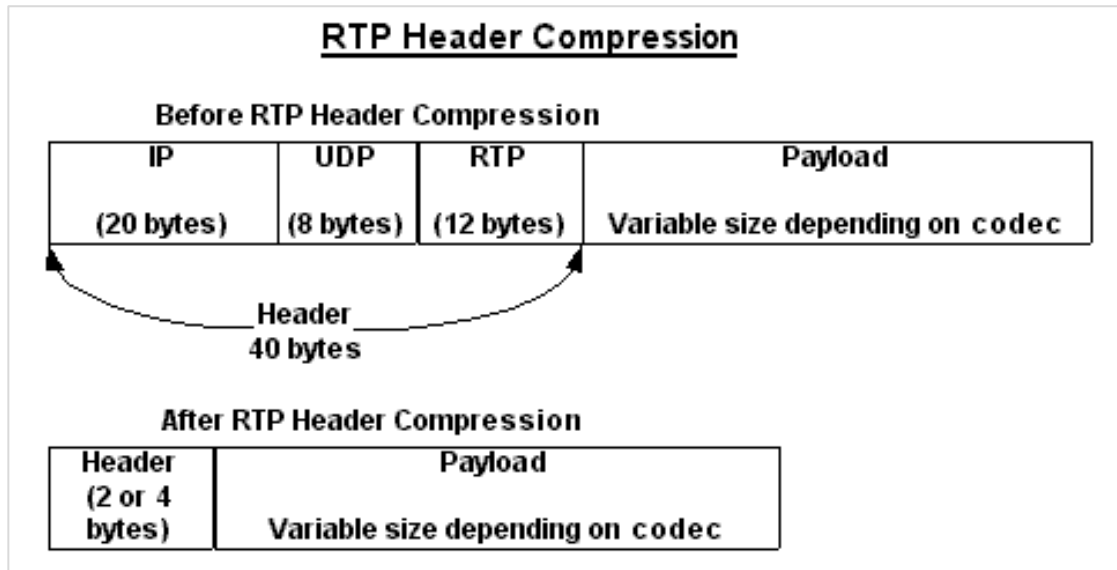 RTP Header Compression
Before RTP Header Compression
IP UDP RTP Payload
(20 bytes) (8 bytes) (12 bytes) Variable size depending on codec
Header
40 bytes
After RTP Header Compression
Header Payload
(2 or 4
bytes) Variable size depending on codec